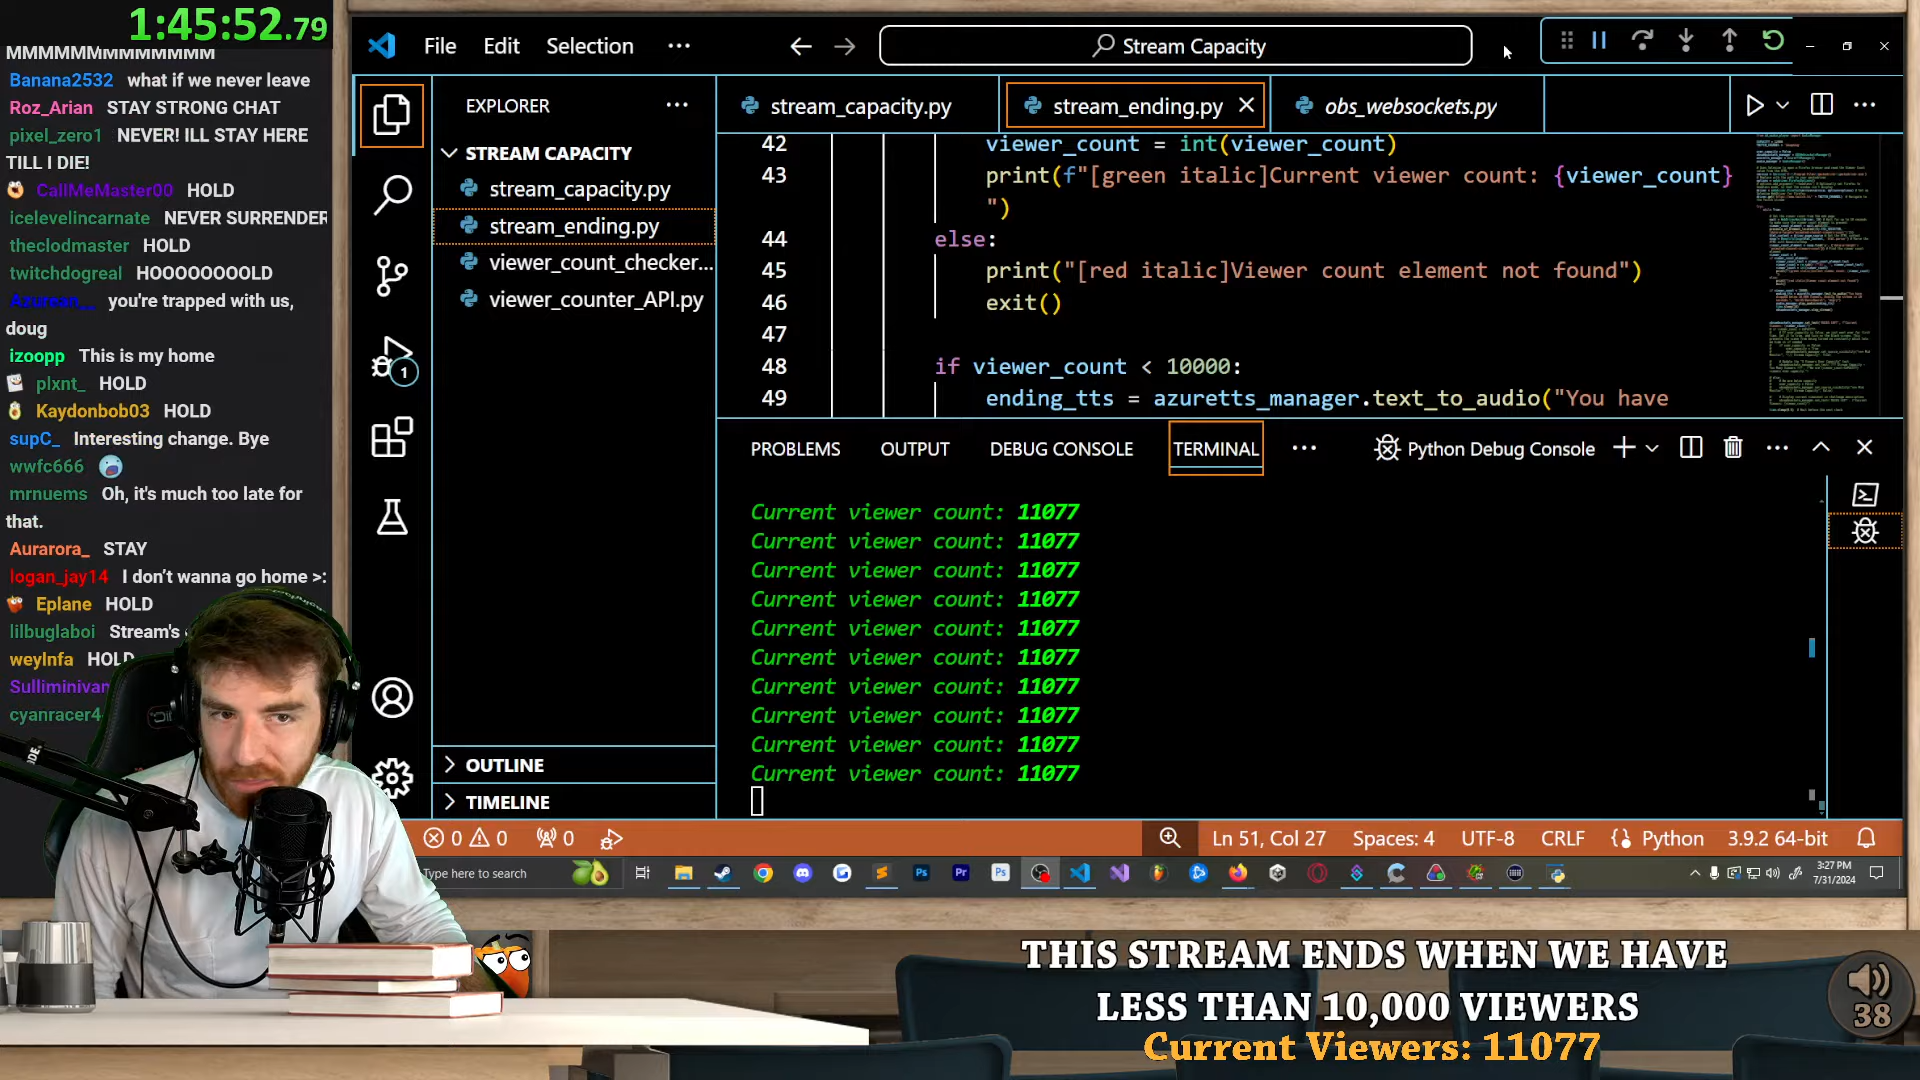 1:45:52.79
MMMMMMMMMMMMM
Banana2532 what if we never leave
Roz_Arian STAY STRONG CHAT
pixel_zero1 NEVER! ILL STAY HERE
TILL I DIE!
CallMeMaster00 HOLD
icelevelincarnate NEVER SURRENDER
theclodmaster HOLD
twitchdogreal HOOOOOOOOLD
Azurean__ you're trapped with us,
doug
izoopp This is my home
plxnt_ HOLD
Kaydonbob03 HOLD
supC_ Interesting change. Bye
wwfc666
mrnuems Oh, it's much too late for
that.
Aurarora_ STAY
logan_jay14 I don't wanna go home >:
Eplane HOLD
lilbuglaboi Stream's
weylnfa HOLD
Sulliminivan
cyanracer4
File Edit Selection ···
Stream Capacity
EXPLORER ···
STREAM CAPACITY
stream_capacity.py
stream_ending.py
viewer_count_checker...
viewer_counter_API.py
OUTLINE
TIMELINE
1
stream_capacity.py stream_ending.py obs_websockets.py
42 viewer_count = int(viewer_count)
43 print(f"[green italic]Current viewer count: {viewer_count}
")
44 else:
45 print("[red italic]Viewer count element not found")
46 exit()
47
48 if viewer_count < 10000:
49 ending_tts = azuretts_manager.text_to_audio("You have
PROBLEMS OUTPUT DEBUG CONSOLE TERMINAL ··· Python Debug Console
Current viewer count: 11077
Current viewer count: 11077
Current viewer count: 11077
Current viewer count: 11077
Current viewer count: 11077
Current viewer count: 11077
Current viewer count: 11077
Current viewer count: 11077
Current viewer count: 11077
Current viewer count: 11077
0 0 0 Ln 51, Col 27 Spaces: 4 UTF-8 CRLF Python 3.9.2 64-bit
Type here to search
3:27 PM
7/31/2024
THIS STREAM ENDS WHEN WE HAVE
LESS THAN 10,000 VIEWERS
Current Viewers: 11077
38